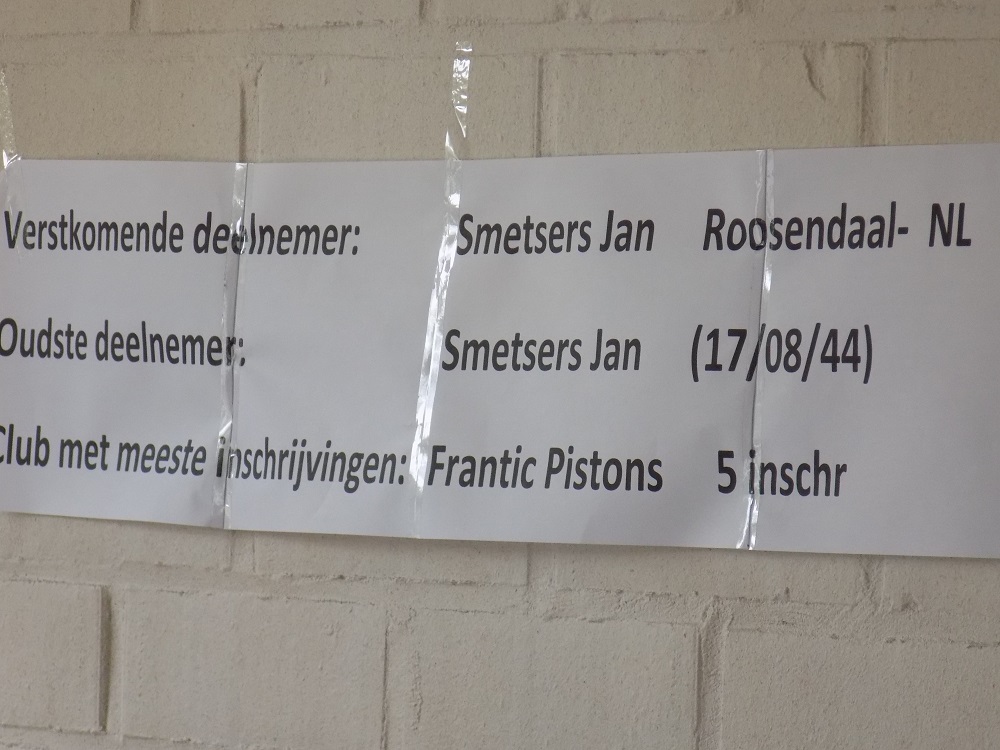 Verstkomende deelnemer: Smetsers Jan Roosendaal- NL
Oudste deelnemer: Smetsers Jan (17/08/44)
Club met meeste inschrijvingen: Frantic Pistons 5 inschr